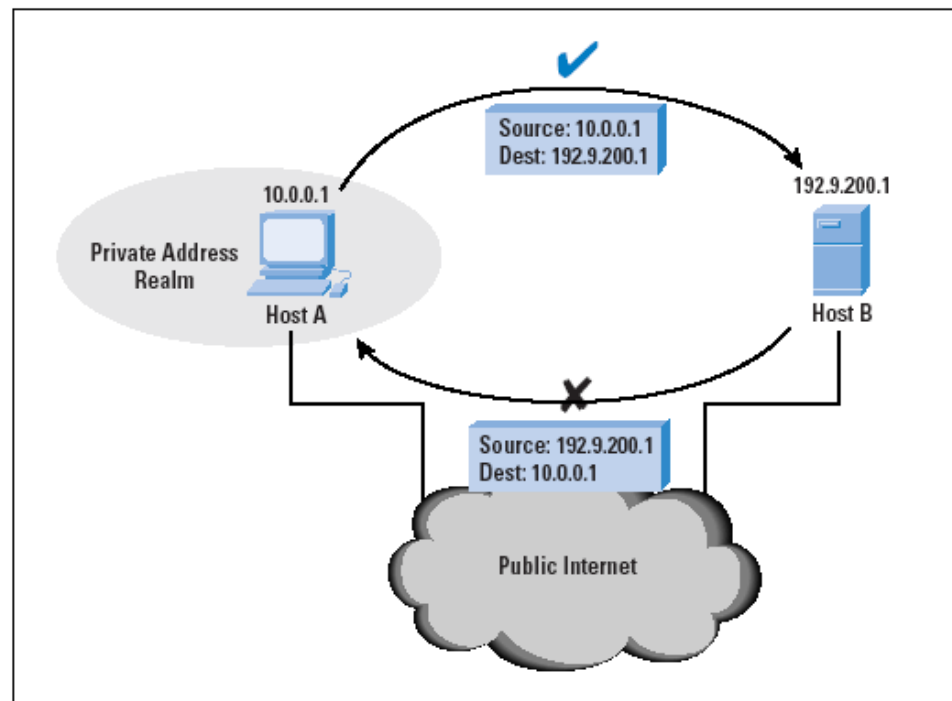 Source: 10.0.0.1
Dest: 192.9.200.1
10.0.0.1
192.9.200.1
Private Address
Realm
Host A
Host B
Source: 192.9.200.1
Dest: 10.0.0.1
Public Internet